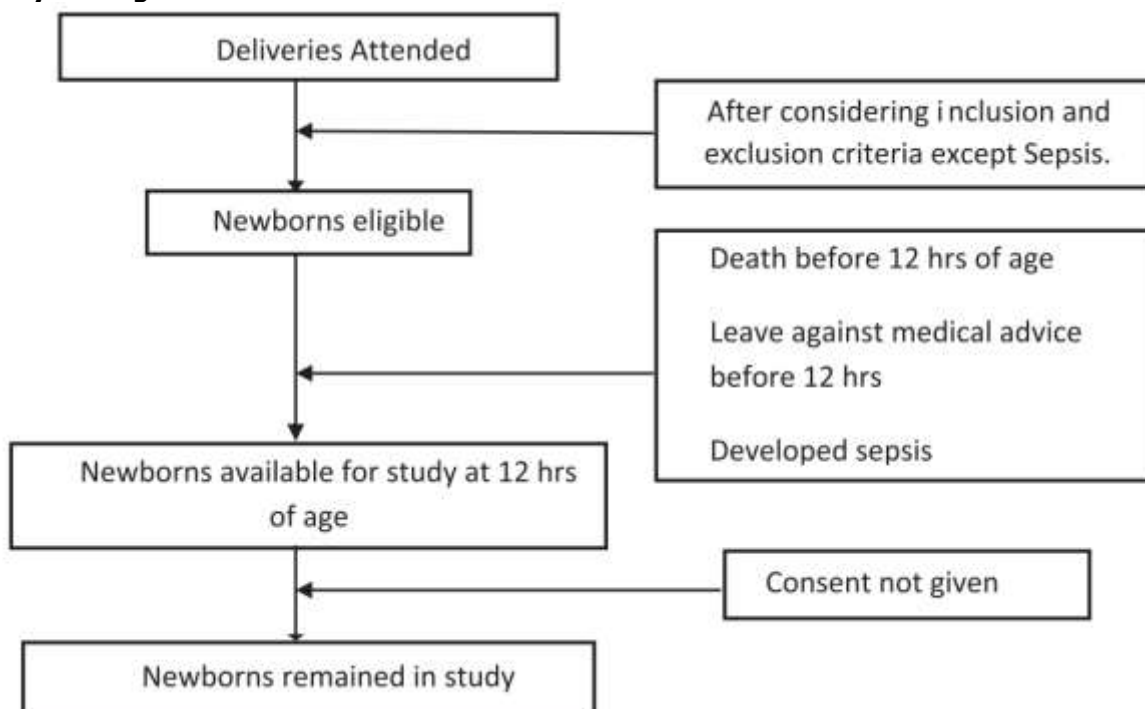 Deliveries Attended
After considering inclusion and
exclusion criteria except Sepsis.
Newborns eligible
Death before 12 hrs of age
Leave against medical advice
before 12 hrs
Developed sepsis
Newborns available for study at 12 hrs
of age
Consent not given
Newborns remained in study